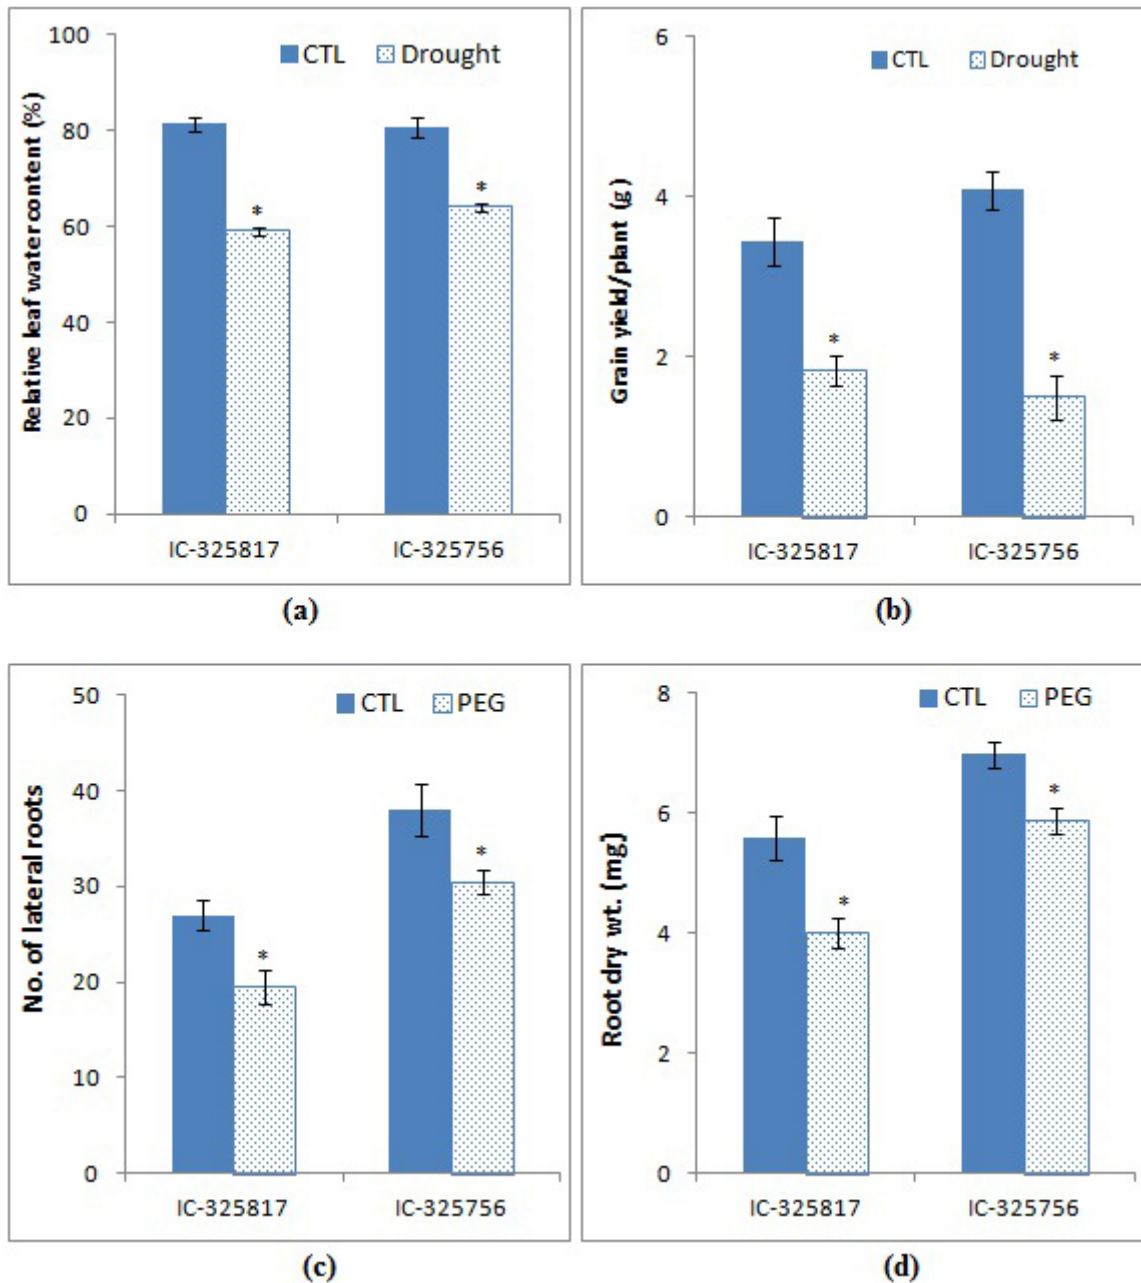 100
80
60
40
20
0
Relative leaf water content (%)
CTL Drought
*
*
IC-325817 IC-325756
(a)
6
4
2
0
Grain yield/plant (g )
CTL Drought
*
*
IC-325817 IC-325756
(b)
50
40
30
20
10
0
No. of lateral roots
CTL PEG
*
*
IC-325817 IC-325756
(c)
8
6
4
2
0
Root dry wt. (mg)
CTL PEG
*
*
IC-325817 IC-325756
(d)